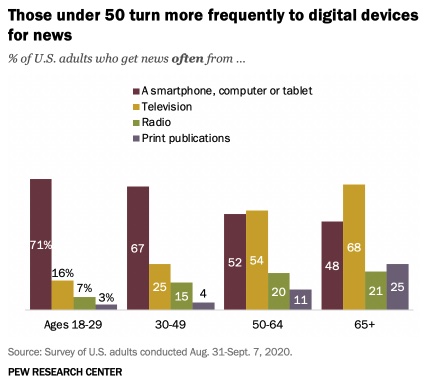 Those under 50 turn more frequently to digital devices
for news
% of U.S. adults who get news often from ...
A smartphone, computer or tablet
Television
Radio
Print publications
71% 16% 7% 3%
67 25 15 4
52 54 20 11
48 68 21 25
Ages 18-29 30-49 50-64 65+
Source: Survey of U.S. adults conducted Aug. 31-Sept. 7, 2020.
PEW RESEARCH CENTER